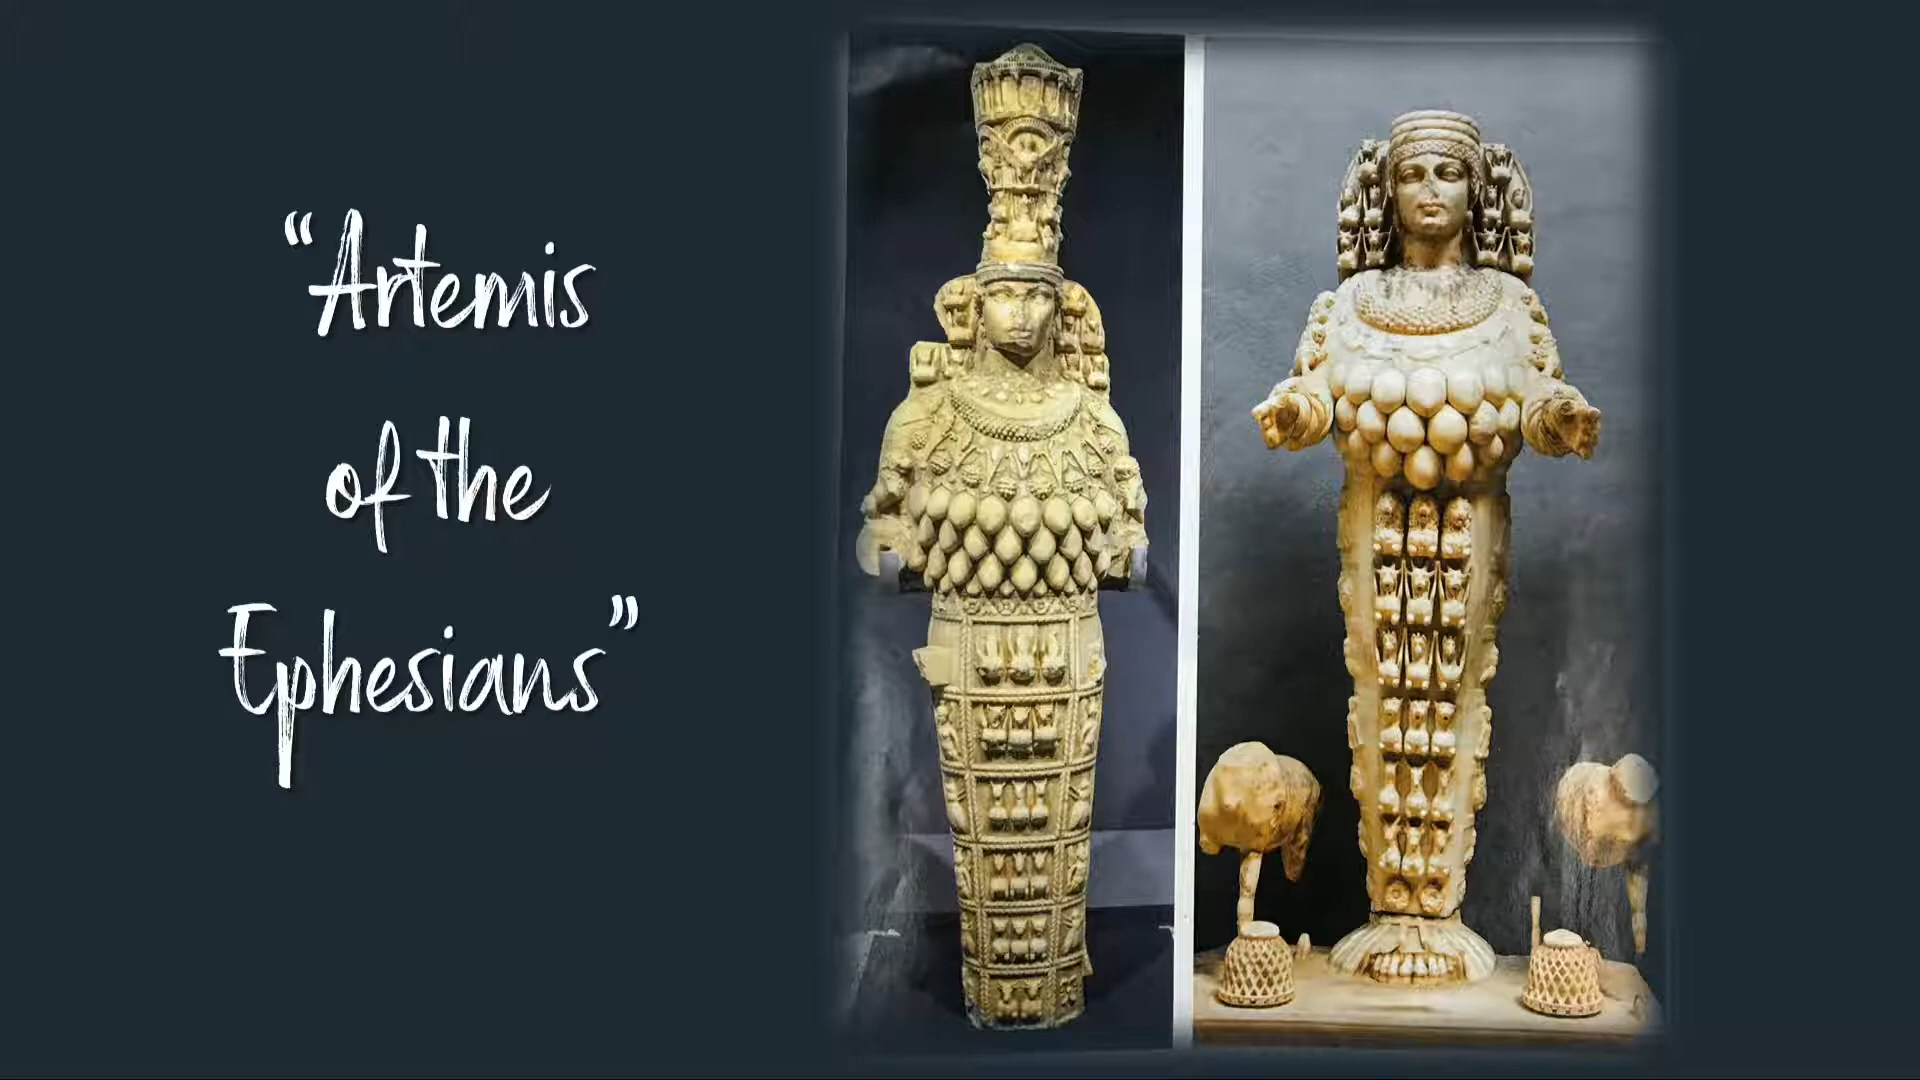 “Artemis
of the
Ephesians”